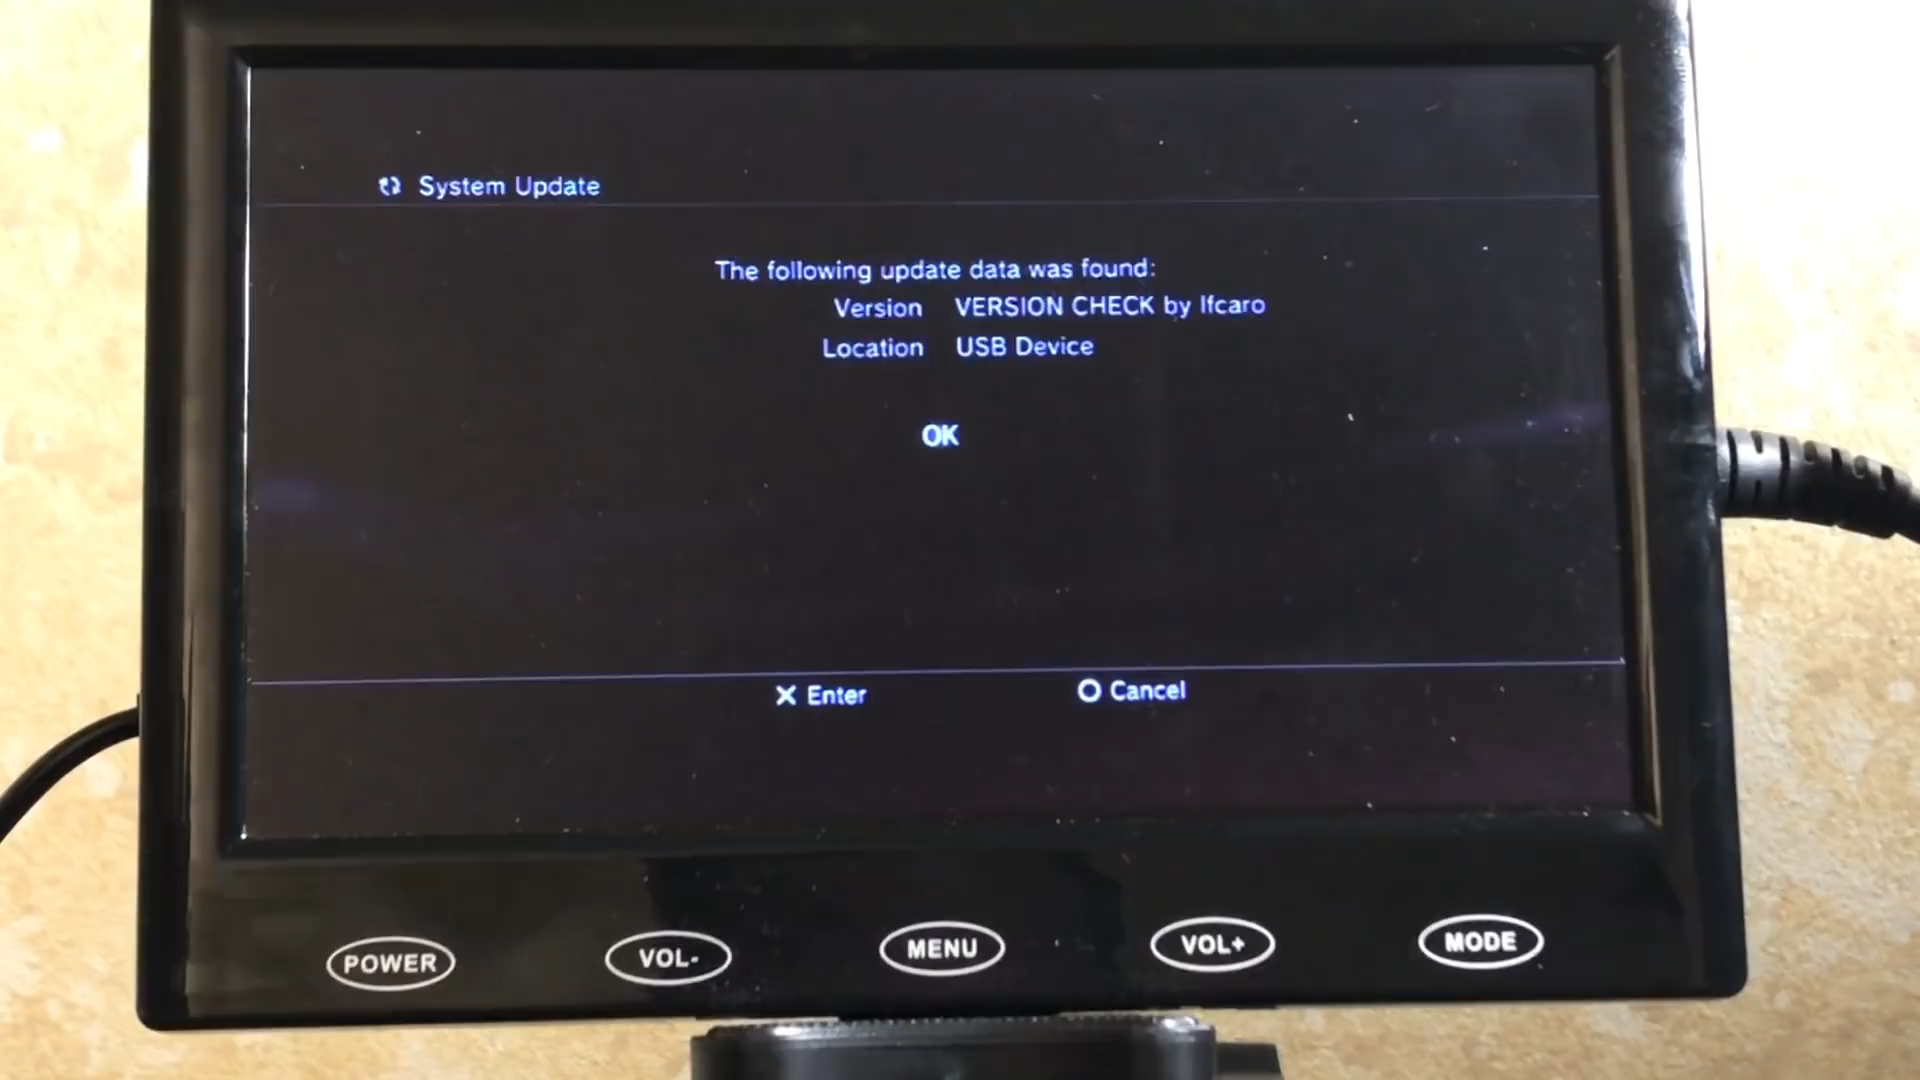 System Update
The following update data was found:
Version VERSION CHECK by lfcaro
Location USB Device
OK
X Enter O Cancel
POWER VOL- MENU VOL+ MODE